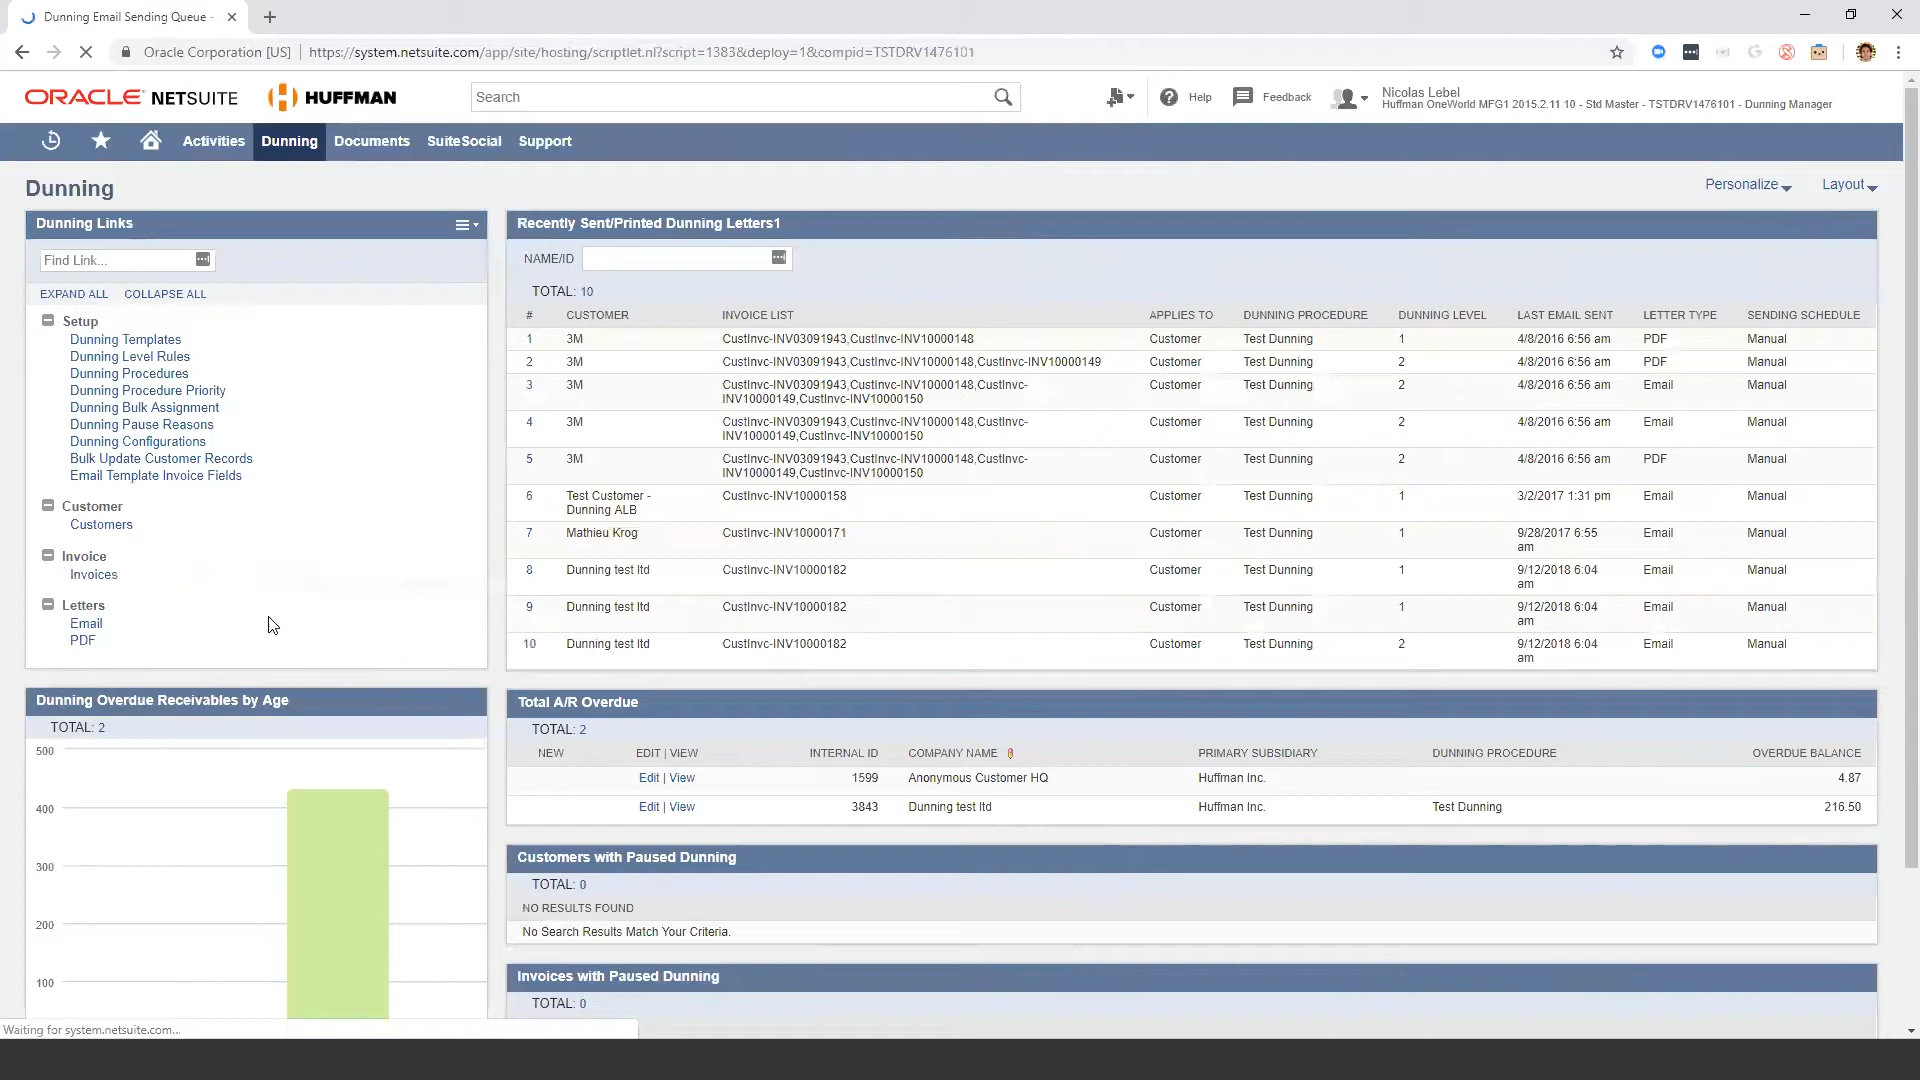 Dunning Email Sending Queue -
Oracle Corporation [US] | https://system.netsuite.com/app/site/hosting/scriptlet.nl?script=1383&deploy=1&compid=TSTDRV1476101
ORACLE NETSUITE HUFFMAN
Search
Help
Feedback
Nicolas Lebel
Huffman OneWorld MFG1 2015.2.11.10 - Std Master - TSTDRV1476101 - Dunning Manager
Activities Dunning Documents SuiteSocial Support
Dunning
Personalize Layout
Dunning Links
Find Link...
EXPAND ALL COLLAPSE ALL
Setup
Dunning Templates
Dunning Level Rules
Dunning Procedures
Dunning Procedure Priority
Dunning Bulk Assignment
Dunning Pause Reasons
Dunning Configurations
Bulk Update Customer Records
Email Template Invoice Fields
Customer
Customers
Invoice
Invoices
Letters
Email
PDF
Recently Sent/Printed Dunning Letters1
NAME/ID
TOTAL: 10
# CUSTOMER INVOICE LIST APPLIES TO DUNNING PROCEDURE DUNNING LEVEL LAST EMAIL SENT LETTER TYPE SENDING SCHEDULE
1 3M CustInvc-INV03091943,CustInvc-INV10000148 Customer Test Dunning 1 4/8/2016 6:56 am PDF Manual
2 3M CustInvc-INV03091943,CustInvc-INV10000148,CustInvc-INV10000149 Customer Test Dunning 2 4/8/2016 6:56 am PDF Manual
3 3M CustInvc-INV03091943,CustInvc-INV10000148,CustInvc- Customer Test Dunning 2 4/8/2016 6:56 am Email Manual
INV10000149,CustInvc-INV10000150
4 3M CustInvc-INV03091943,CustInvc-INV10000148,CustInvc- Customer Test Dunning 2 4/8/2016 6:56 am Email Manual
INV10000149,CustInvc-INV10000150
5 3M CustInvc-INV03091943,CustInvc-INV10000148,CustInvc- Customer Test Dunning 2 4/8/2016 6:56 am PDF Manual
INV10000149,CustInvc-INV10000150
6 Test Customer - CustInvc-INV10000158 Customer Test Dunning 1 3/2/2017 1:31 pm Email Manual
Dunning ALB
7 Mathieu Krog CustInvc-INV10000171 Customer Test Dunning 1 9/28/2017 6:55 Email Manual
am
8 Dunning test ltd CustInvc-INV10000182 Customer Test Dunning 1 9/12/2018 6:04 Email Manual
am
9 Dunning test ltd CustInvc-INV10000182 Customer Test Dunning 1 9/12/2018 6:04 Email Manual
am
10 Dunning test ltd CustInvc-INV10000182 Customer Test Dunning 2 9/12/2018 6:04 Email Manual
am
Dunning Overdue Receivables by Age
TOTAL: 2
500
400
300
200
100
Total A/R Overdue
TOTAL: 2
NEW EDIT | VIEW INTERNAL ID COMPANY NAME PRIMARY SUBSIDIARY DUNNING PROCEDURE OVERDUE BALANCE
Edit | View 1599 Anonymous Customer HQ Huffman Inc. 4.87
Edit | View 3843 Dunning test ltd Huffman Inc. Test Dunning 216.50
Customers with Paused Dunning
TOTAL: 0
NO RESULTS FOUND
No Search Results Match Your Criteria.
Invoices with Paused Dunning
TOTAL: 0
Waiting for system.netsuite.com...